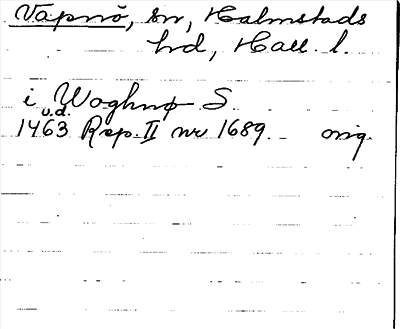 Vapnö, sn, Halmstads
hd, Hall. l.
i Woghnø S.
u.d.
1463 Rep. II nr 1689. orig.